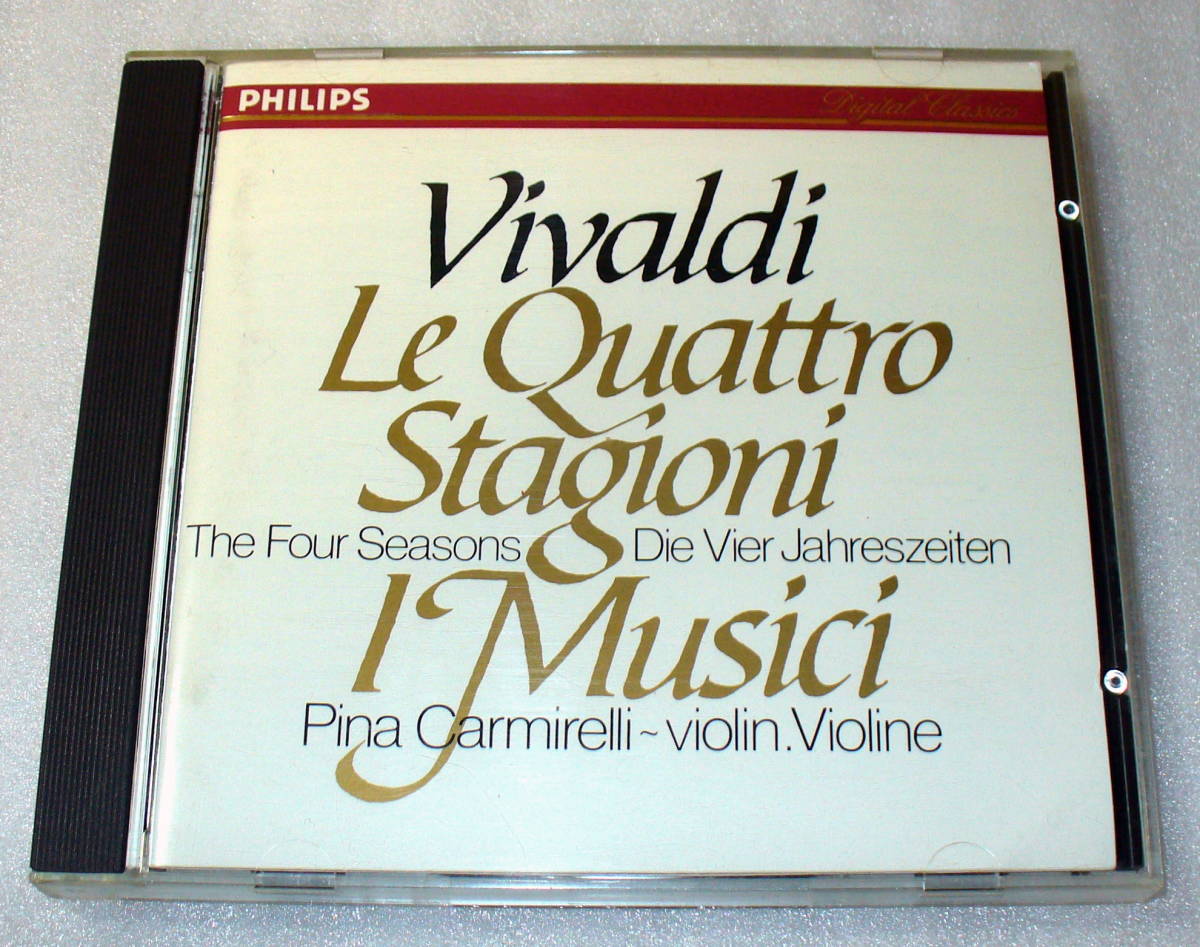 PHILIPS
Digital Classics
Vivaldi
Le Quattro
Stagioni
The Four Seasons Die Vier Jahreszeiten
I Musici
Pina Carmirelli ~ violin.Violine